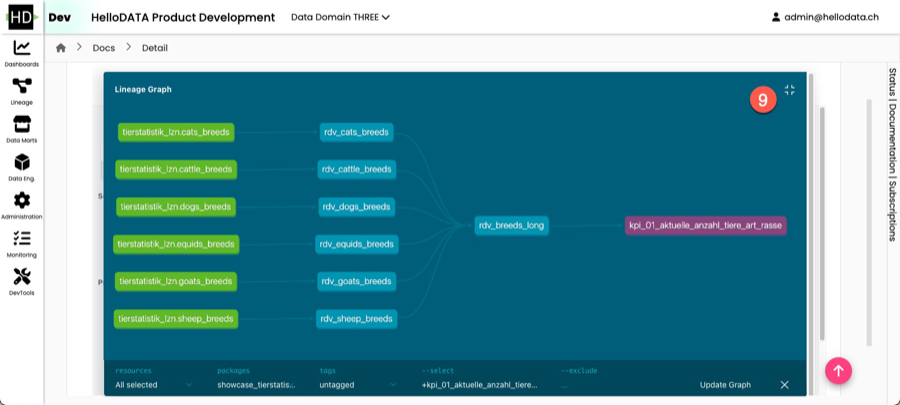 HD Dev HelloDATA Product Development Data Domain THREE admin@hellodata.ch
Docs Detail
Dashboards
Lineage
Data Marts
Data Eng.
Administration
Monitoring
DevTools
Lineage Graph
9
tierstatistik_lzn.cats_breeds rdv_cats_breeds
tierstatistik_lzn.cattle_breeds rdv_cattle_breeds
tierstatistik_lzn.dogs_breeds rdv_dogs_breeds
rdv_breeds_long kpi_01_aktuelle_anzahl_tiere_art_rasse
tierstatistik_lzn.equids_breeds rdv_equids_breeds
tierstatistik_lzn.goats_breeds rdv_goats_breeds
tierstatistik_lzn.sheep_breeds rdv_sheep_breeds
resources packages tags --select --exclude
All selected showcase_tierstatis... untagged +kpi_01_aktuelle_anzahl_tiere... ... Update Graph
Status | Documentation | Subscriptions